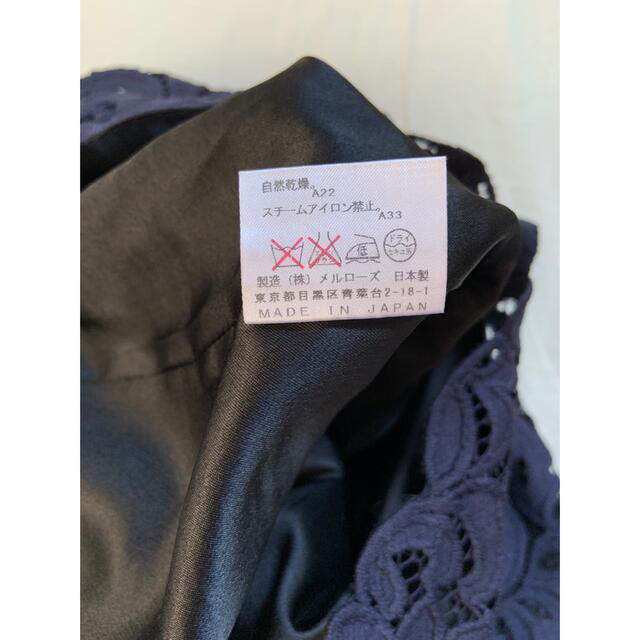 自然乾燥。A22
スチームアイロン禁止。A33
ドライ
製造（株）メルローズ 日本製
東京都目黒区青葉台2-18-1
MADE IN JAPAN